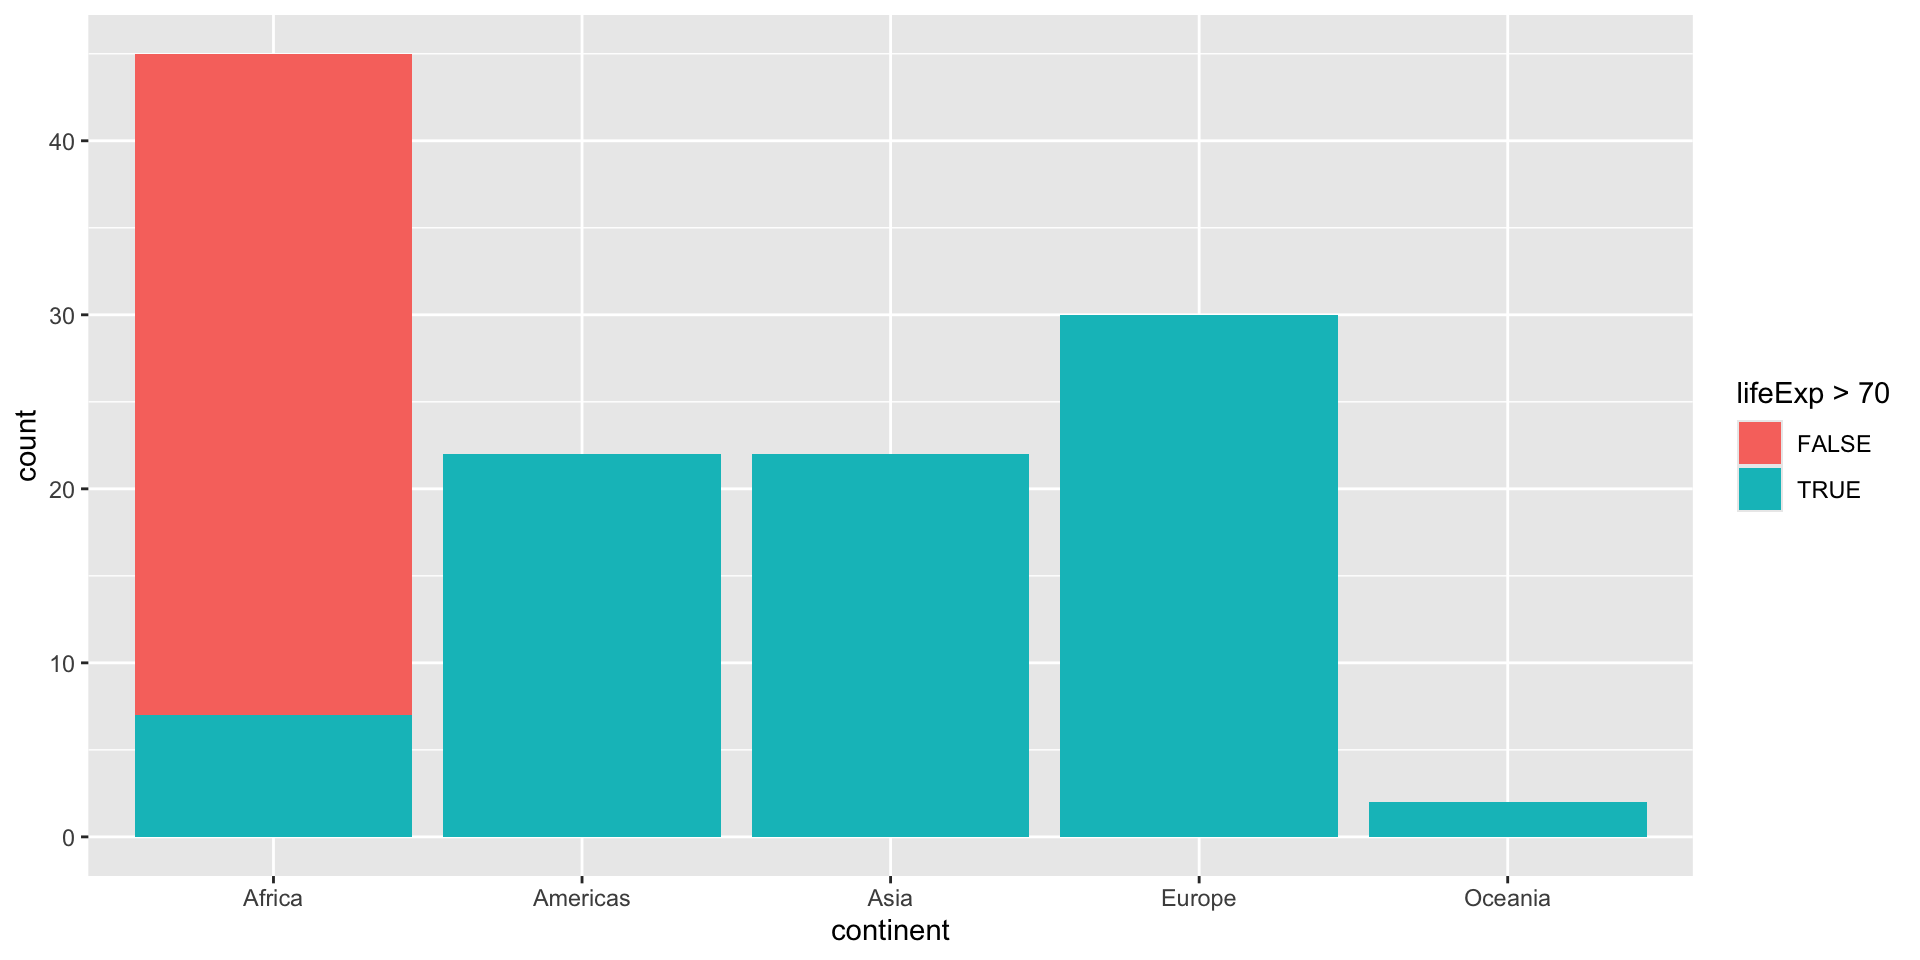 count
40
30
20
10
0
Africa
Americas
Asia
Europe
Oceania
continent
lifeExp > 70
FALSE
TRUE